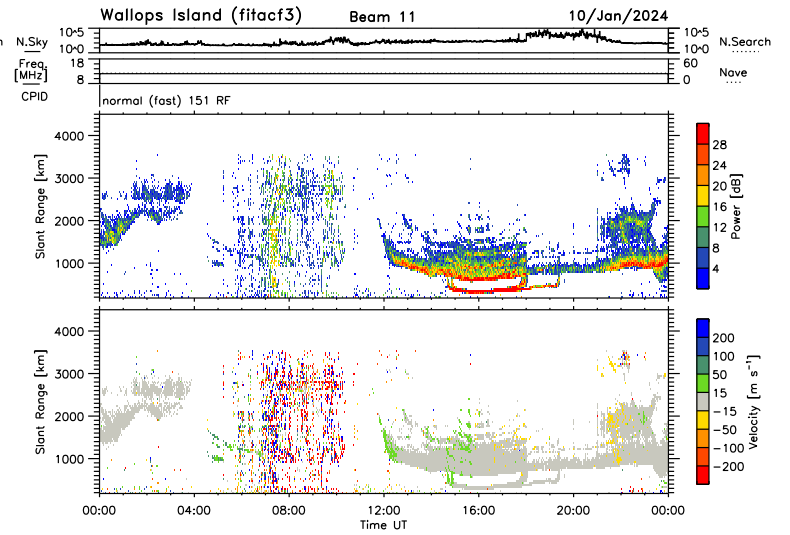 Wallops Island (fitacf3) Beam 11 10/Jan/2024
N.Sky 10^5 10^5 N.Search
10^0 10^0
Freq. 18 60
[MHz] 8 0 Nave
CPID normal (fast) 151 RF
4000
3000
2000
1000
Slant Range [km]
28
24
20
16
12
8
4
Power [dB]
4000
3000
2000
1000
Slant Range [km]
200
100
50
15
-15
-50
-100
-200
Velocity [m s^-1]
00:00 04:00 08:00 12:00 16:00 20:00 00:00
Time UT